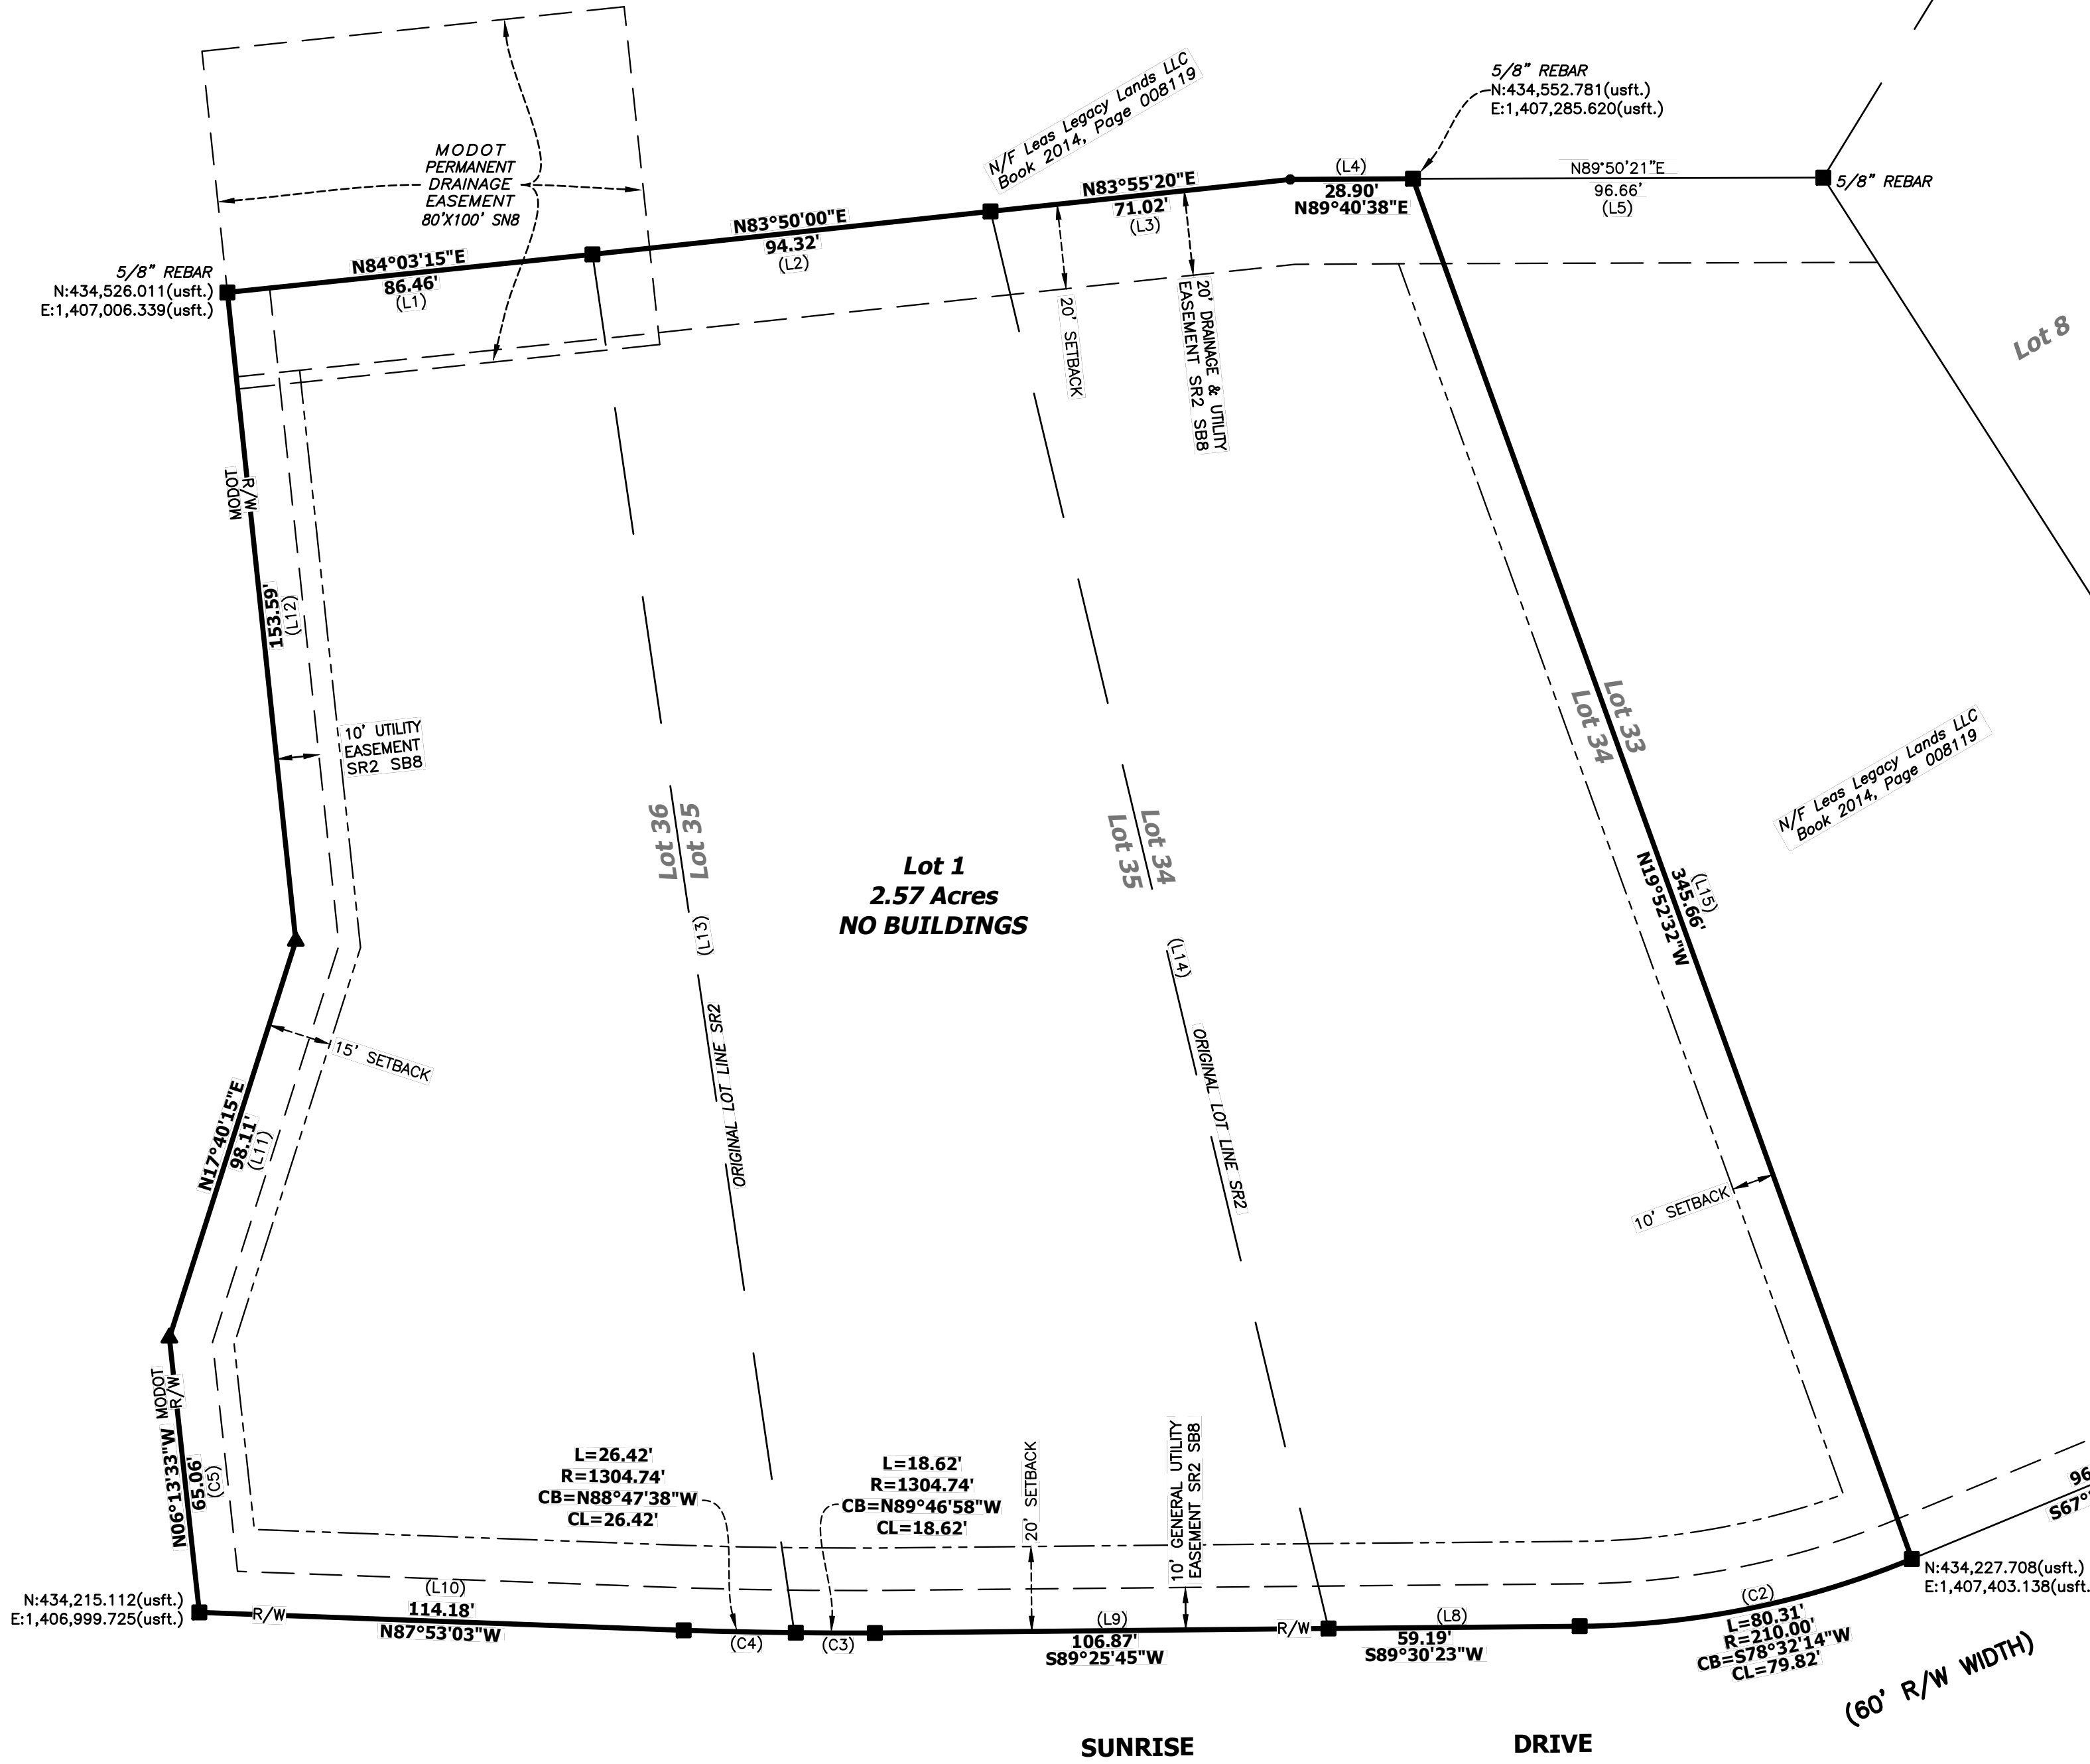 N/F Leas Legacy Lands LLC
Book 2014, Page 008119
5/8" REBAR
N:434,552.781(usft.)
E:1,407,285.620(usft.)
MODOT
PERMANENT
DRAINAGE
EASEMENT
80'X100' SN8
(L4)
28.90'
N89°40'38"E
N89°50'21"E
96.66'
(L5)
5/8" REBAR
N83°55'20"E
71.02'
(L3)
N83°50'00"E
94.32'
(L2)
N84°03'15"E
86.46'
(L1)
5/8" REBAR
N:434,526.011(usft.)
E:1,407,006.339(usft.)
20' SETBACK
20' DRAINAGE & UTILITY
EASEMENT SR2 SB8
Lot 8
MODOT
R/W
153.59'
(L12)
10' UTILITY
EASEMENT
SR2 SB8
Lot 36
Lot 35
Lot 35
Lot 34
Lot 34
Lot 33
N/F Leas Legacy Lands LLC
Book 2014, Page 008119
Lot 1
2.57 Acres
NO BUILDINGS
(L13)
(L14)
(L15)
345.66'
N19°52'32"W
15' SETBACK
ORIGINAL LOT LINE SR2
ORIGINAL LOT LINE SR2
N17°40'15"E
98.11'
(L11)
10' SETBACK
MODOT
R/W
N06°13'33"W
65.06'
(C5)
L=26.42'
R=1304.74'
CB=N88°47'38"W
CL=26.42'
L=18.62'
R=1304.74'
CB=N89°46'58"W
CL=18.62'
20' SETBACK
10' GENERAL UTILITY
EASEMENT SR2 SB8
96
S67°
N:434,215.112(usft.)
E:1,406,999.725(usft.)
N:434,227.708(usft.)
E:1,407,403.138(usft.
R/W
(L10)
114.18'
N87°53'03"W
(C4)
(C3)
(L9)
106.87'
S89°25'45"W
R/W
(L8)
59.19'
S89°30'23"W
(C2)
L=80.31'
R=210.00'
CB=S78°32'14"W
CL=79.82'
(60' R/W WIDTH)
SUNRISE DRIVE